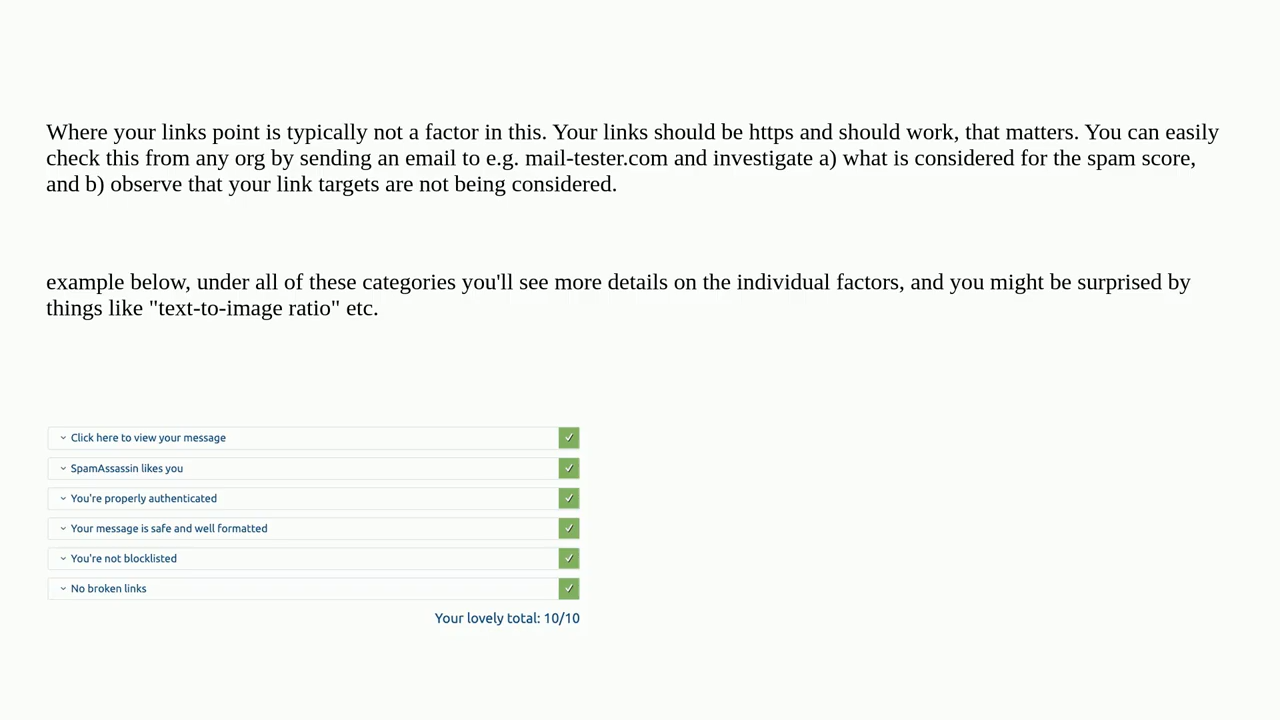 Where your links point is typically not a factor in this. Your links should be https and should work, that matters. You can easily
check this from any org by sending an email to e.g. mail-tester.com and investigate a) what is considered for the spam score,
and b) observe that your link targets are not being considered.
example below, under all of these categories you'll see more details on the individual factors, and you might be surprised by
things like "text-to-image ratio" etc.
Click here to view your message
SpamAssassin likes you
You're properly authenticated
Your message is safe and well formatted
You're not blocklisted
No broken links
Your lovely total: 10/10